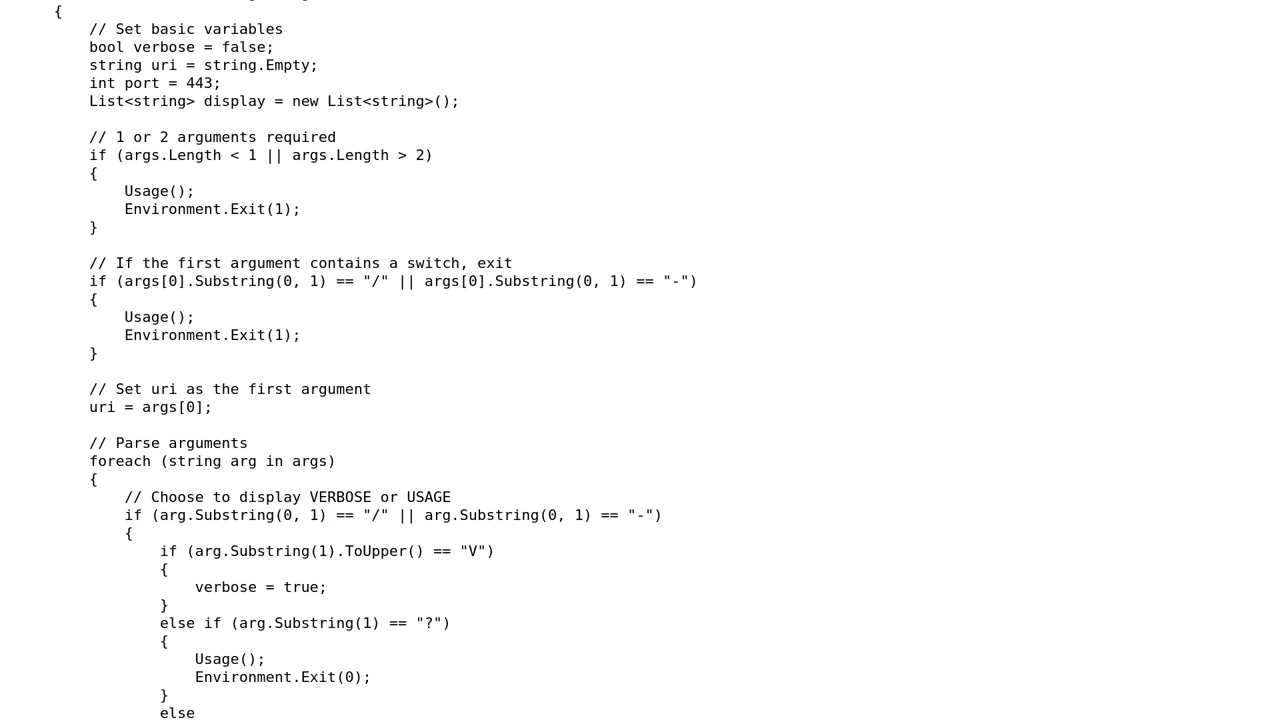 {
// Set basic variables
bool verbose = false;
string uri = string.Empty;
int port = 443;
List<string> display = new List<string>();
// 1 or 2 arguments required
if (args.Length < 1 || args.Length > 2)
{
Usage();
Environment.Exit(1);
}
// If the first argument contains a switch, exit
if (args[0].Substring(0, 1) == "/" || args[0].Substring(0, 1) == "-")
{
Usage();
Environment.Exit(1);
}
// Set uri as the first argument
uri = args[0];
// Parse arguments
foreach (string arg in args)
{
// Choose to display VERBOSE or USAGE
if (arg.Substring(0, 1) == "/" || arg.Substring(0, 1) == "-")
{
if (arg.Substring(1).ToUpper() == "V")
{
verbose = true;
}
else if (arg.Substring(1) == "?")
{
Usage();
Environment.Exit(0);
}
else